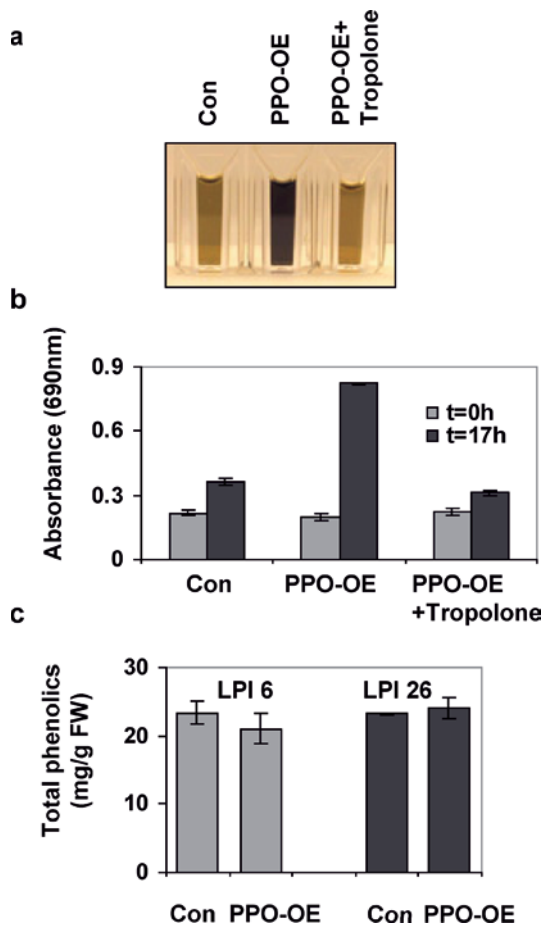 a
Con
PPO-OE
PPO-OE+
Tropolone
b
Absorbance (690nm)
0.9
0.6
0.3
0
t=0h
t=17h
Con
PPO-OE
PPO-OE
+Tropolone
c
Total phenolics
(mg/g FW)
30
20
10
0
LPI 6
LPI 26
Con PPO-OE
Con PPO-OE